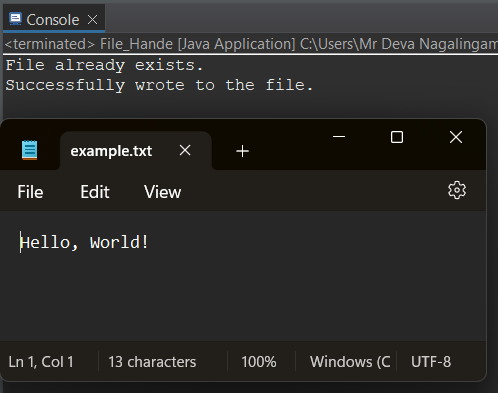 Console
<terminated> File_Hande [Java Application] C:\Users\Mr Deva Nagalingam
File already exists.
Successfully wrote to the file.
example.txt
File Edit View
Hello, World!
Ln 1, Col 1 13 characters 100% Windows (C UTF-8